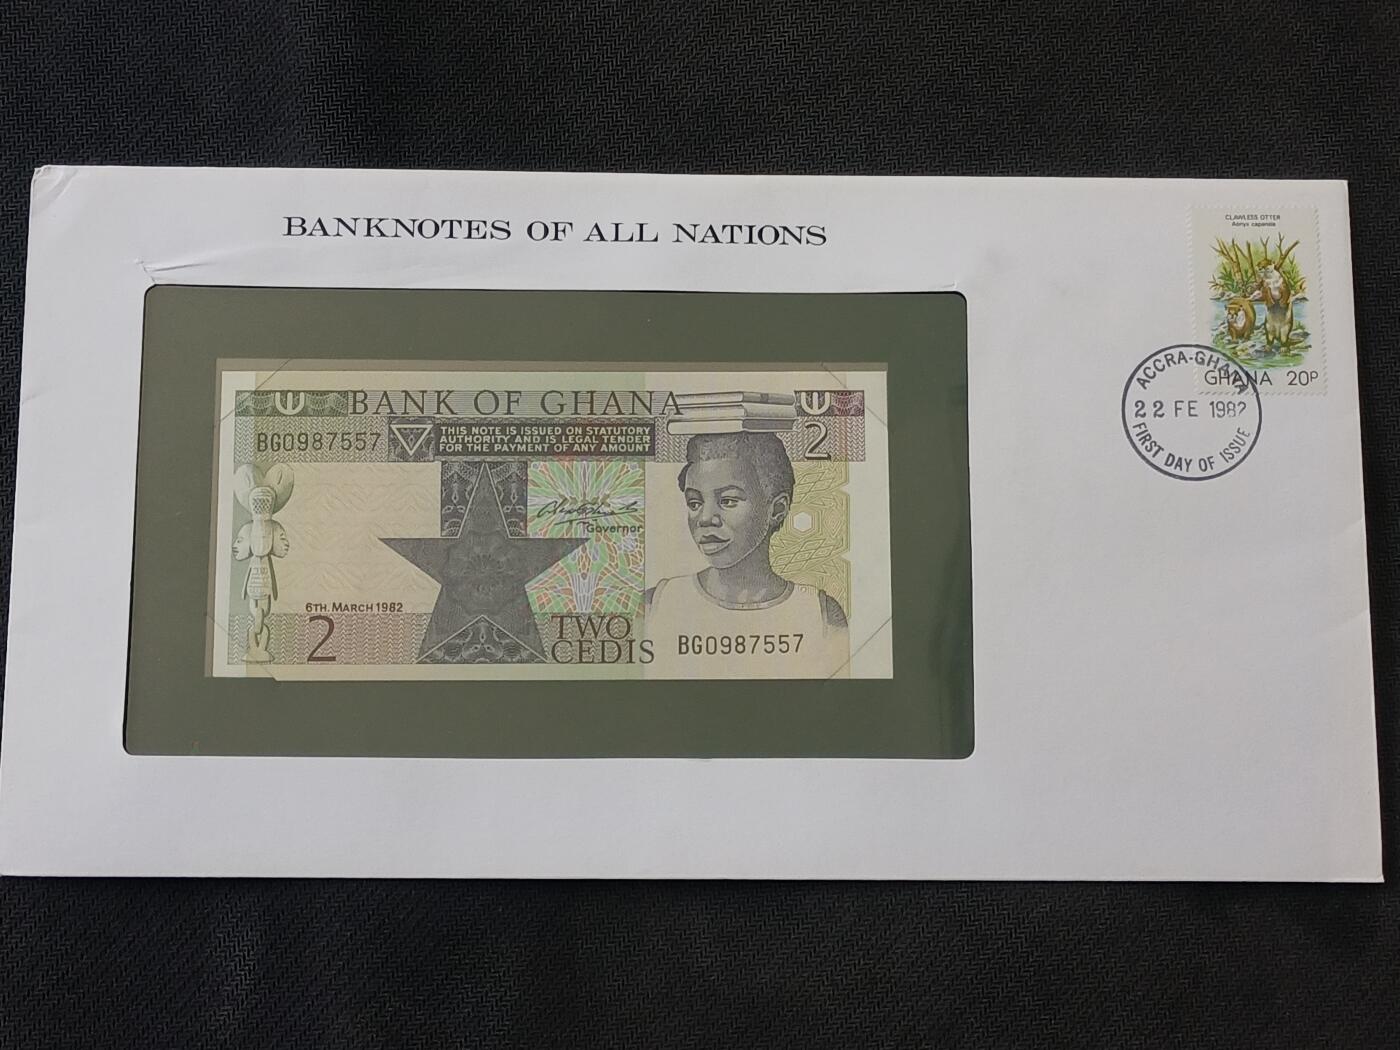 BANKNOTES OF ALL NATIONS
CLAWLESS OTTER
Aonyx capensis
GHANA 20P
ACCRA-GHANA
22 FE 1982
FIRST DAY OF ISSUE
BANK OF GHANA
BG0987557
THIS NOTE IS ISSUED ON STATUTORY
AUTHORITY AND IS LEGAL TENDER
FOR THE PAYMENT OF ANY AMOUNT
2
Governor
6TH. MARCH 1982
2
TWO
CEDIS
BG0987557